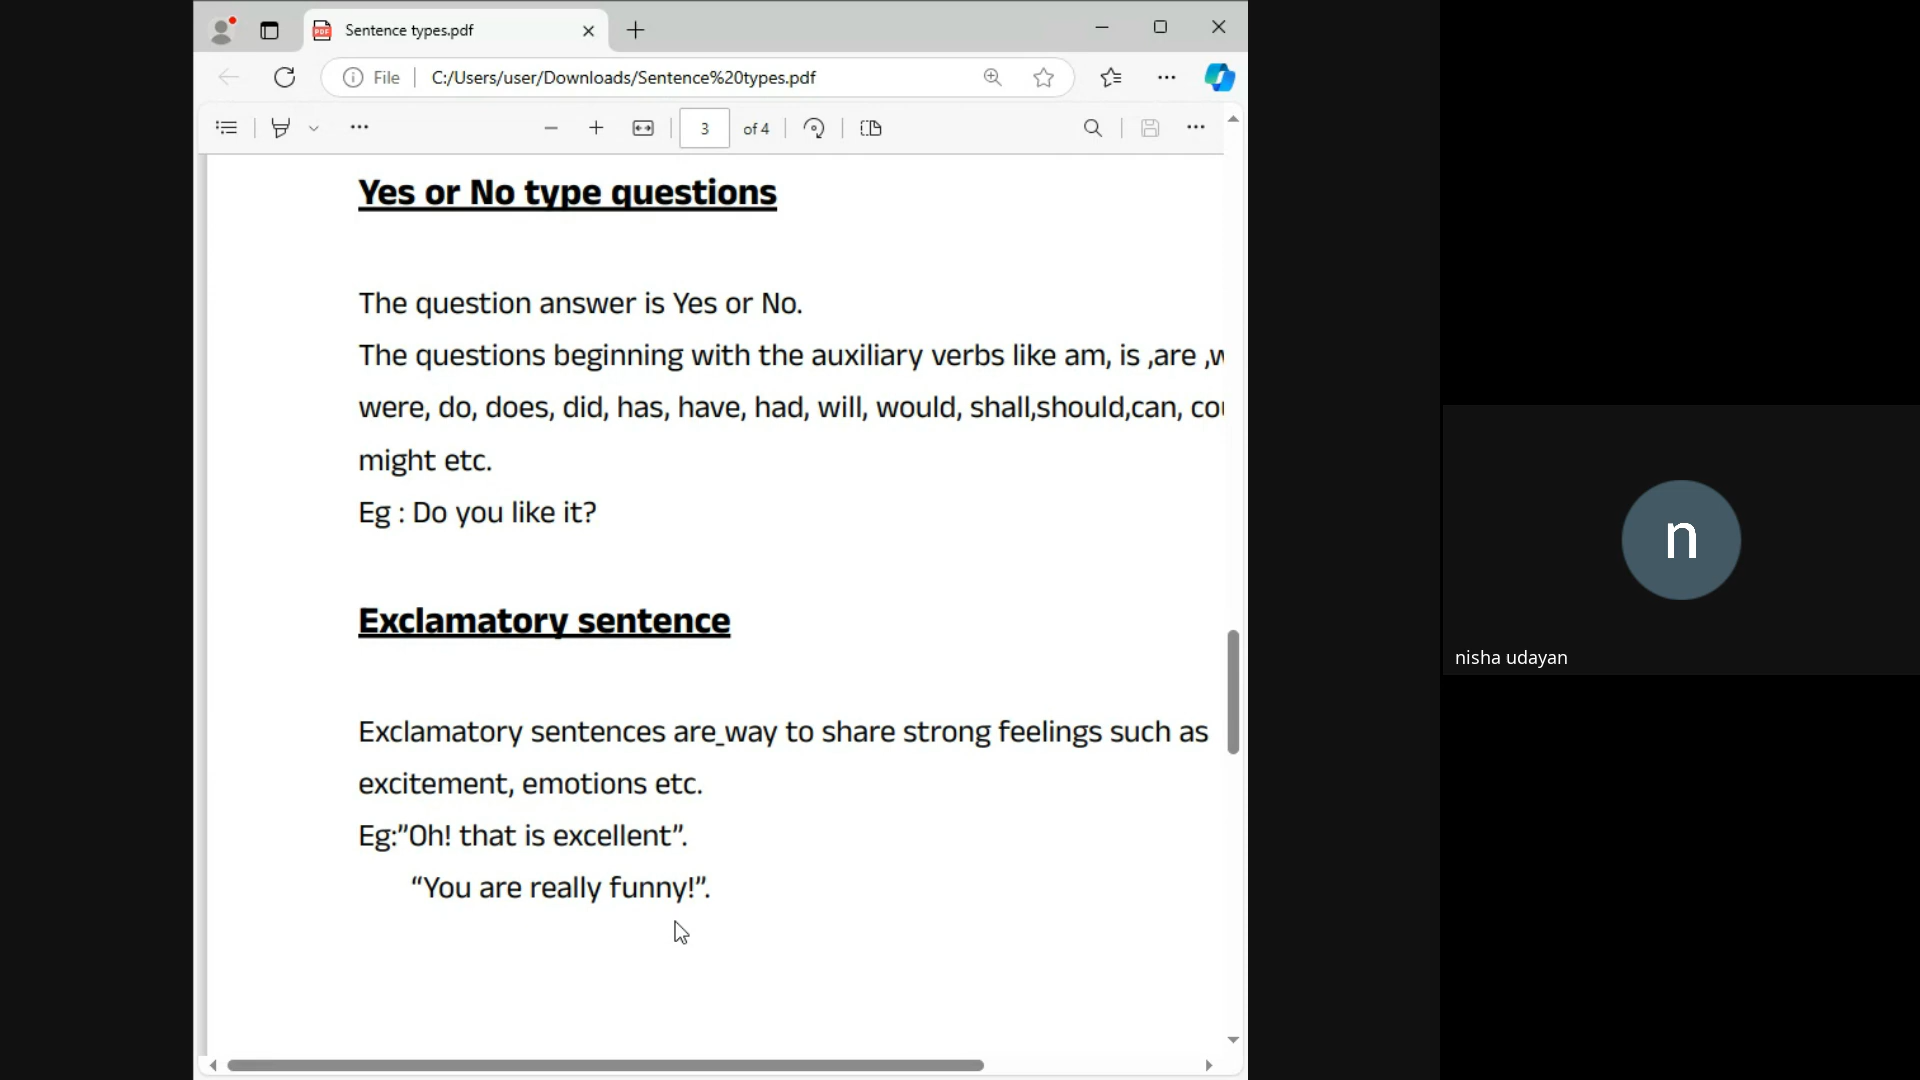 Sentence types.pdf
File
C:/Users/user/Downloads/Sentence%20types.pdf
3 of 4
Yes or No type questions
The question answer is Yes or No.
The questions beginning with the auxiliary verbs like am, is ,are ,
were, do, does, did, has, have, had, will, would, shall,should,can,
might etc.
Eg : Do you like it?
Exclamatory sentence
Exclamatory sentences are way to share strong feelings such as
excitement, emotions etc.
Eg:”Oh! that is excellent”.
“You are really funny!”.
n
nisha udayan